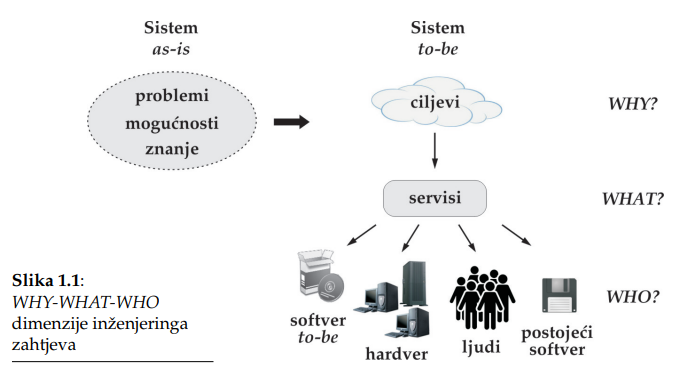 Sistem
as-is
Sistem
to-be
problemi
mogućnosti
znanje
ciljevi
WHY?
servisi
WHAT?
softver
to-be
hardver
ljudi
postojeći
softver
WHO?
Slika 1.1:
WHY-WHAT-WHO
dimenzije inženjeringa
zahtjeva